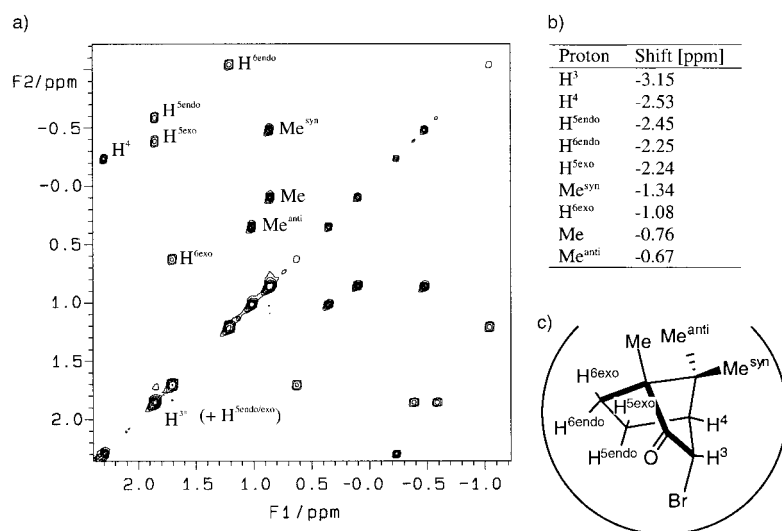 a)
F2/ppm
-0.5
-0.0
0.5
1.0
1.5
2.0
H6endo
H5endo
H5exo
Mesyn
H4
Me
Meanti
H6exo
(+ H5endo/exo)
2.0 1.5 1.0 0.5 -0.0 -0.5 -1.0
F1/ppm
b)
Proton Shift [ppm]
H3 -3.15
H4 -2.53
H5endo -2.45
H6endo -2.25
H5exo -2.24
Mesyn -1.34
H6exo -1.08
Me -0.76
Meanti -0.67
c)
Me Meanti
Mesyn
H6exo
H5exo
H6endo
H4
H5endo
O
H3
Br